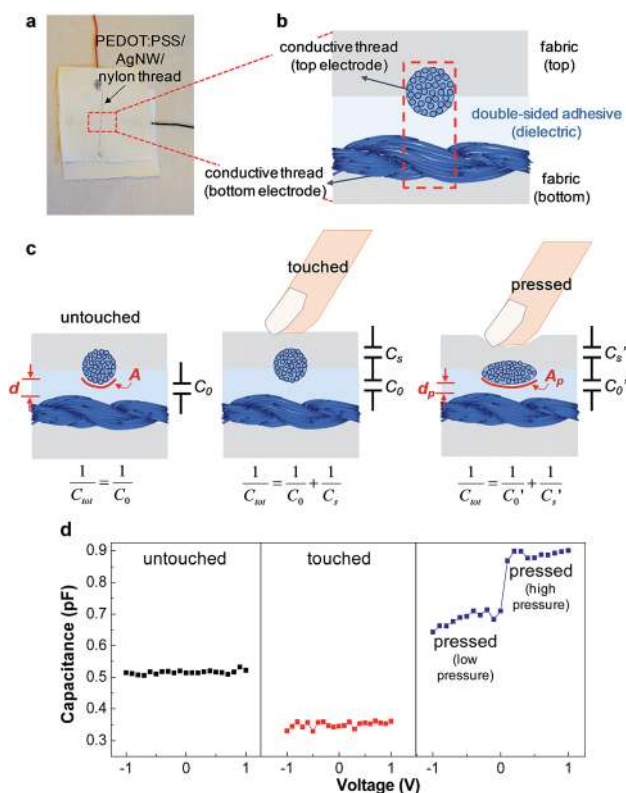 a
PEDOT:PSS/
AgNW/
nylon thread
b
conductive thread
(top electrode)
fabric
(top)
double-sided adhesive
(dielectric)
conductive thread
(bottom electrode)
fabric
(bottom)
c
untouched
touched
pressed
d
A
C₀
Cₛ
C₀
dₚ
Aₚ
Cₛ'
C₀'
1/Cₜₒₜ = 1/C₀
1/Cₜₒₜ = 1/C₀ + 1/Cₛ
1/Cₜₒₜ = 1/C₀' + 1/Cₛ'
d
Capacitance (pF)
0.9
0.8
0.7
0.6
0.5
0.4
0.3
untouched
touched
pressed
(high
pressure)
pressed
(low
pressure)
-1 0 1 -1 0 1 -1 0 1
Voltage (V)